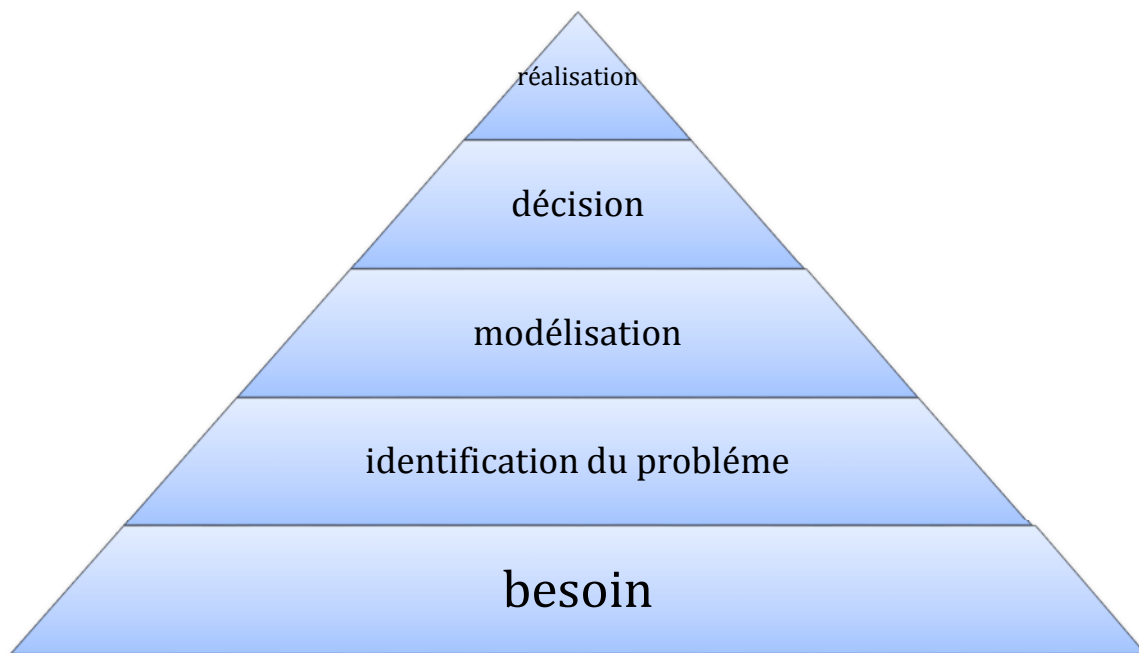 réalisation
décision
modélisation
identification du probléme
besoin